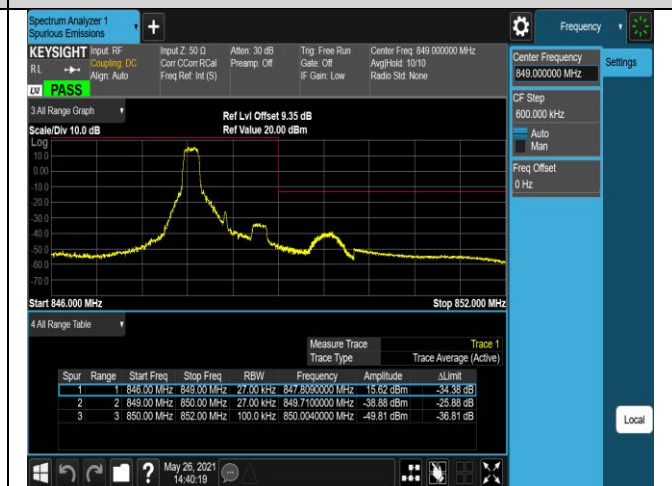 Spectrum Analyzer 1
Spurious Emissions
Frequency
KEYSIGHT Input: RF Input Z: 50 Ω Atten: 30 dB Trig: Free Run Center Freq: 849.000000 MHz
RL Coupling: DC Corr CCorr RCal Preamp: Off Gate: Off Avg|Hold: 10/10
Align: Auto Freq Ref: Int (S) IF Gain: Low Radio Std: None
PASS
Center Frequency
849.000000 MHz
Settings
CF Step
600.000 kHz
Auto
Man
Freq Offset
0 Hz
3 All Range Graph
Ref Lvl Offset 9.35 dB
Scale/Div 10.0 dB Ref Value 20.00 dBm
Log
10.0
0.00
-10.0
-20.0
-30.0
-40.0
-50.0
-60.0
-70.0
Start 846.000 MHz Stop 852.000 MHz
4 All Range Table
Measure Trace Trace 1
Trace Type Trace Average (Active)
Spur Range Start Freq Stop Freq RBW Frequency Amplitude ΔLimit
1 1 846.00 MHz 849.00 MHz 27.00 kHz 847.8090000 MHz 15.62 dBm -34.38 dB
2 2 849.00 MHz 850.00 MHz 27.00 kHz 849.7100000 MHz -38.88 dBm -25.88 dB
3 3 850.00 MHz 852.00 MHz 100.0 kHz 850.0040000 MHz -49.81 dBm -36.81 dB
Local
? May 26, 2021
14:40:19